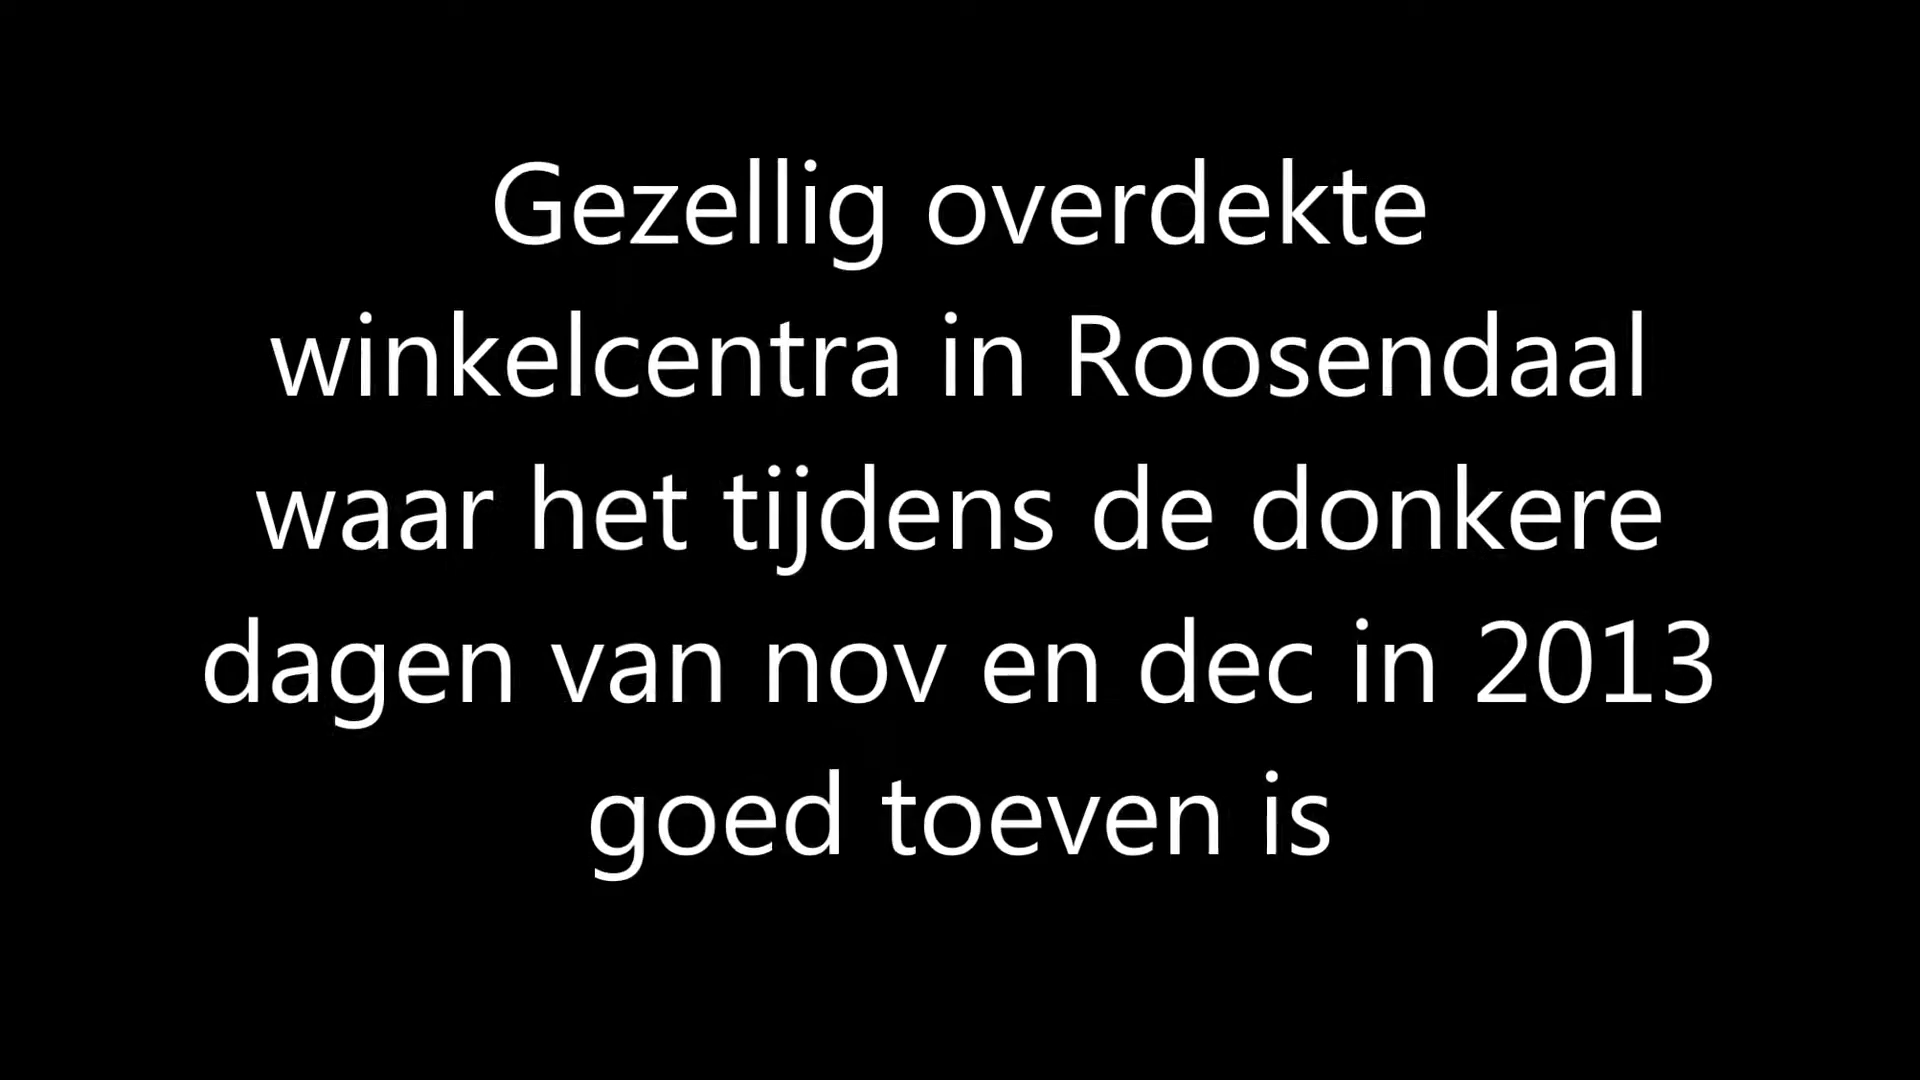 Gezellig overdekte
winkelcentra in Roosendaal
waar het tijdens de donkere
dagen van nov en dec in 2013
goed toeven is